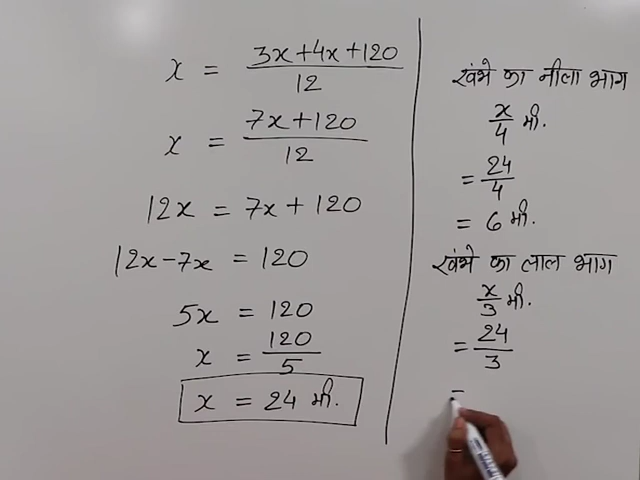 x = 3x+4x+120/12
x = 7x+120/12
12x = 7x+120
12x-7x = 120
5x = 120
x = 120/5
x = 24 मी.
खंभे का नीला भाग
x/4 मी.
= 24/4
= 6 मी.
खंभे का लाल भाग
x/3 मी.
= 24/3
=